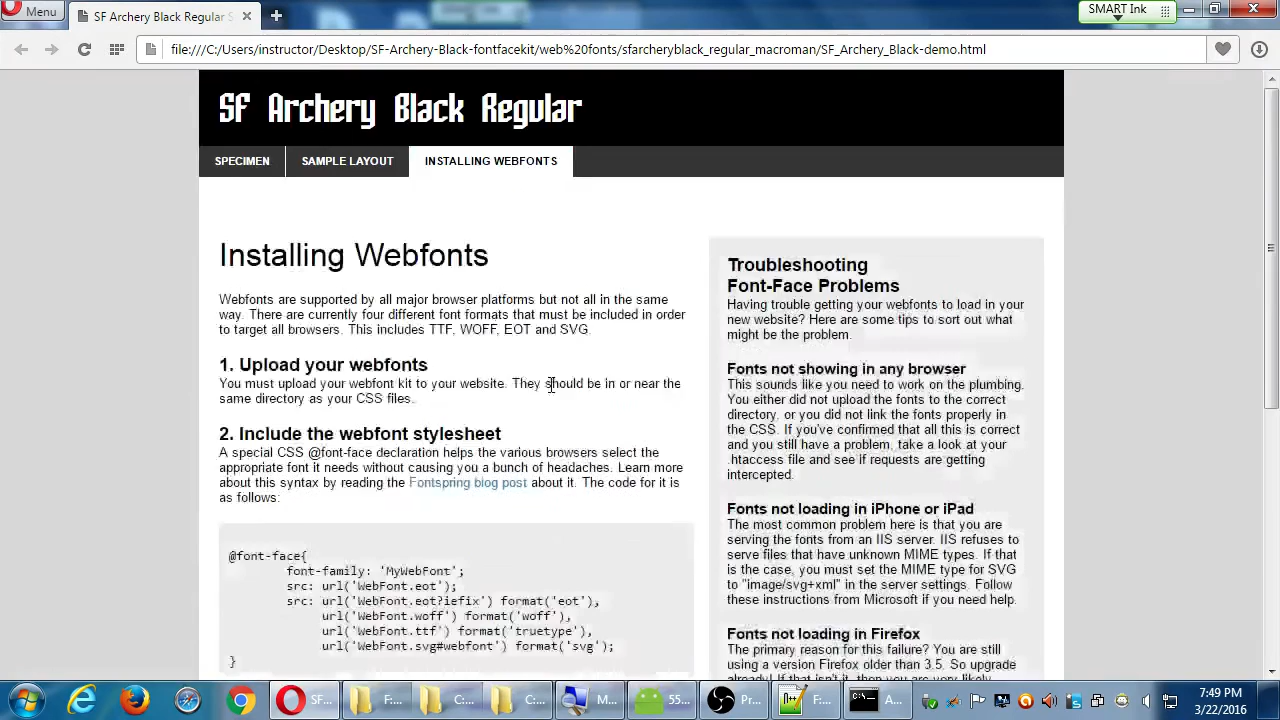 Menu
SF Archery Black Regular S
SMART Ink
file:///C:/Users/instructor/Desktop/SF-Archery-Black-fontfacekit/web%20fonts/sfarcheryblack_regular_macroman/SF_Archery_Black-demo.html
SF Archery Black Regular
SPECIMEN
SAMPLE LAYOUT
INSTALLING WEBFONTS
Installing Webfonts
Webfonts are supported by all major browser platforms but not all in the same
way. There are currently four different font formats that must be included in order
to target all browsers. This includes TTF, WOFF, EOT and SVG.
1. Upload your webfonts
You must upload your webfont kit to your website. They should be in or near the
same directory as your CSS files.
2. Include the webfont stylesheet
A special CSS @font-face declaration helps the various browsers select the
appropriate font it needs without causing you a bunch of headaches. Learn more
about this syntax by reading the Fontspring blog post about it. The code for it is
as follows:
@font-face{
font-family: 'MyWebFont';
src: url('WebFont.eot');
src: url('WebFont.eot?iefix') format('eot'),
url('WebFont.woff') format('woff'),
url('WebFont.ttf') format('truetype'),
url('WebFont.svg#webfont') format('svg');
}
Troubleshooting
Font-Face Problems
Having trouble getting your webfonts to load in your
new website? Here are some tips to sort out what
might be the problem.
Fonts not showing in any browser
This sounds like you need to work on the plumbing.
You either did not upload the fonts to the correct
directory, or you did not link the fonts properly in
the CSS. If you've confirmed that all this is correct
and you still have a problem, take a look at your
.htaccess file and see if requests are getting
intercepted.
Fonts not loading in iPhone or iPad
The most common problem here is that you are
serving the fonts from an IIS server. IIS refuses to
serve files that have unknown MIME types. If that
is the case, you must set the MIME type for SVG
to "image/svg+xml" in the server settings. Follow
these instructions from Microsoft if you need help.
Fonts not loading in Firefox
The primary reason for this failure? You are still
using a version Firefox older than 3.5. So upgrade
already! If that isn't it, then you are very likely
SF...
F:...
C:...
C:...
M...
55...
Pr...
F:...
A...
7:49 PM
3/22/2016